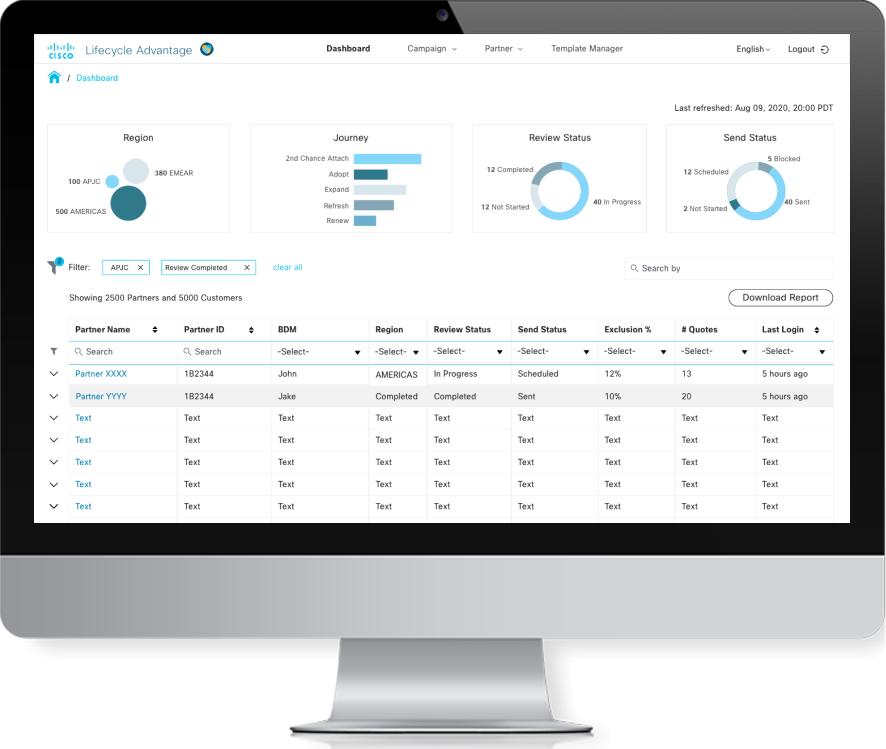 CISCO Lifecycle Advantage Dashboard Campaign Partner Template Manager English Logout
/ Dashboard
Last refreshed: Aug 09, 2020, 20:00 PDT
Region
380 EMEAR
100 APJC
500 AMERICAS
Journey
2nd Chance Attach
Adopt
Expand
Refresh
Renew
Review Status
12 Completed
12 Not Started
40 In Progress
Send Status
5 Blocked
12 Scheduled
40 Sent
2 Not Started
2
Filter: APJC X Review Completed X clear all
Search by
Showing 2500 Partners and 5000 Customers
Download Report
Partner Name Partner ID BDM Region Review Status Send Status Exclusion % # Quotes Last Login
Search Search -Select- -Select- -Select- -Select- -Select- -Select- -Select-
Partner XXXX 1B2344 John AMERICAS In Progress Scheduled 12% 13 5 hours ago
Partner YYYY 1B2344 Jake Completed Completed Sent 10% 20 5 hours ago
Text Text Text Text Text Text Text Text Text
Text Text Text Text Text Text Text Text Text
Text Text Text Text Text Text Text Text Text
Text Text Text Text Text Text Text Text Text
Text Text Text Text Text Text Text Text Text